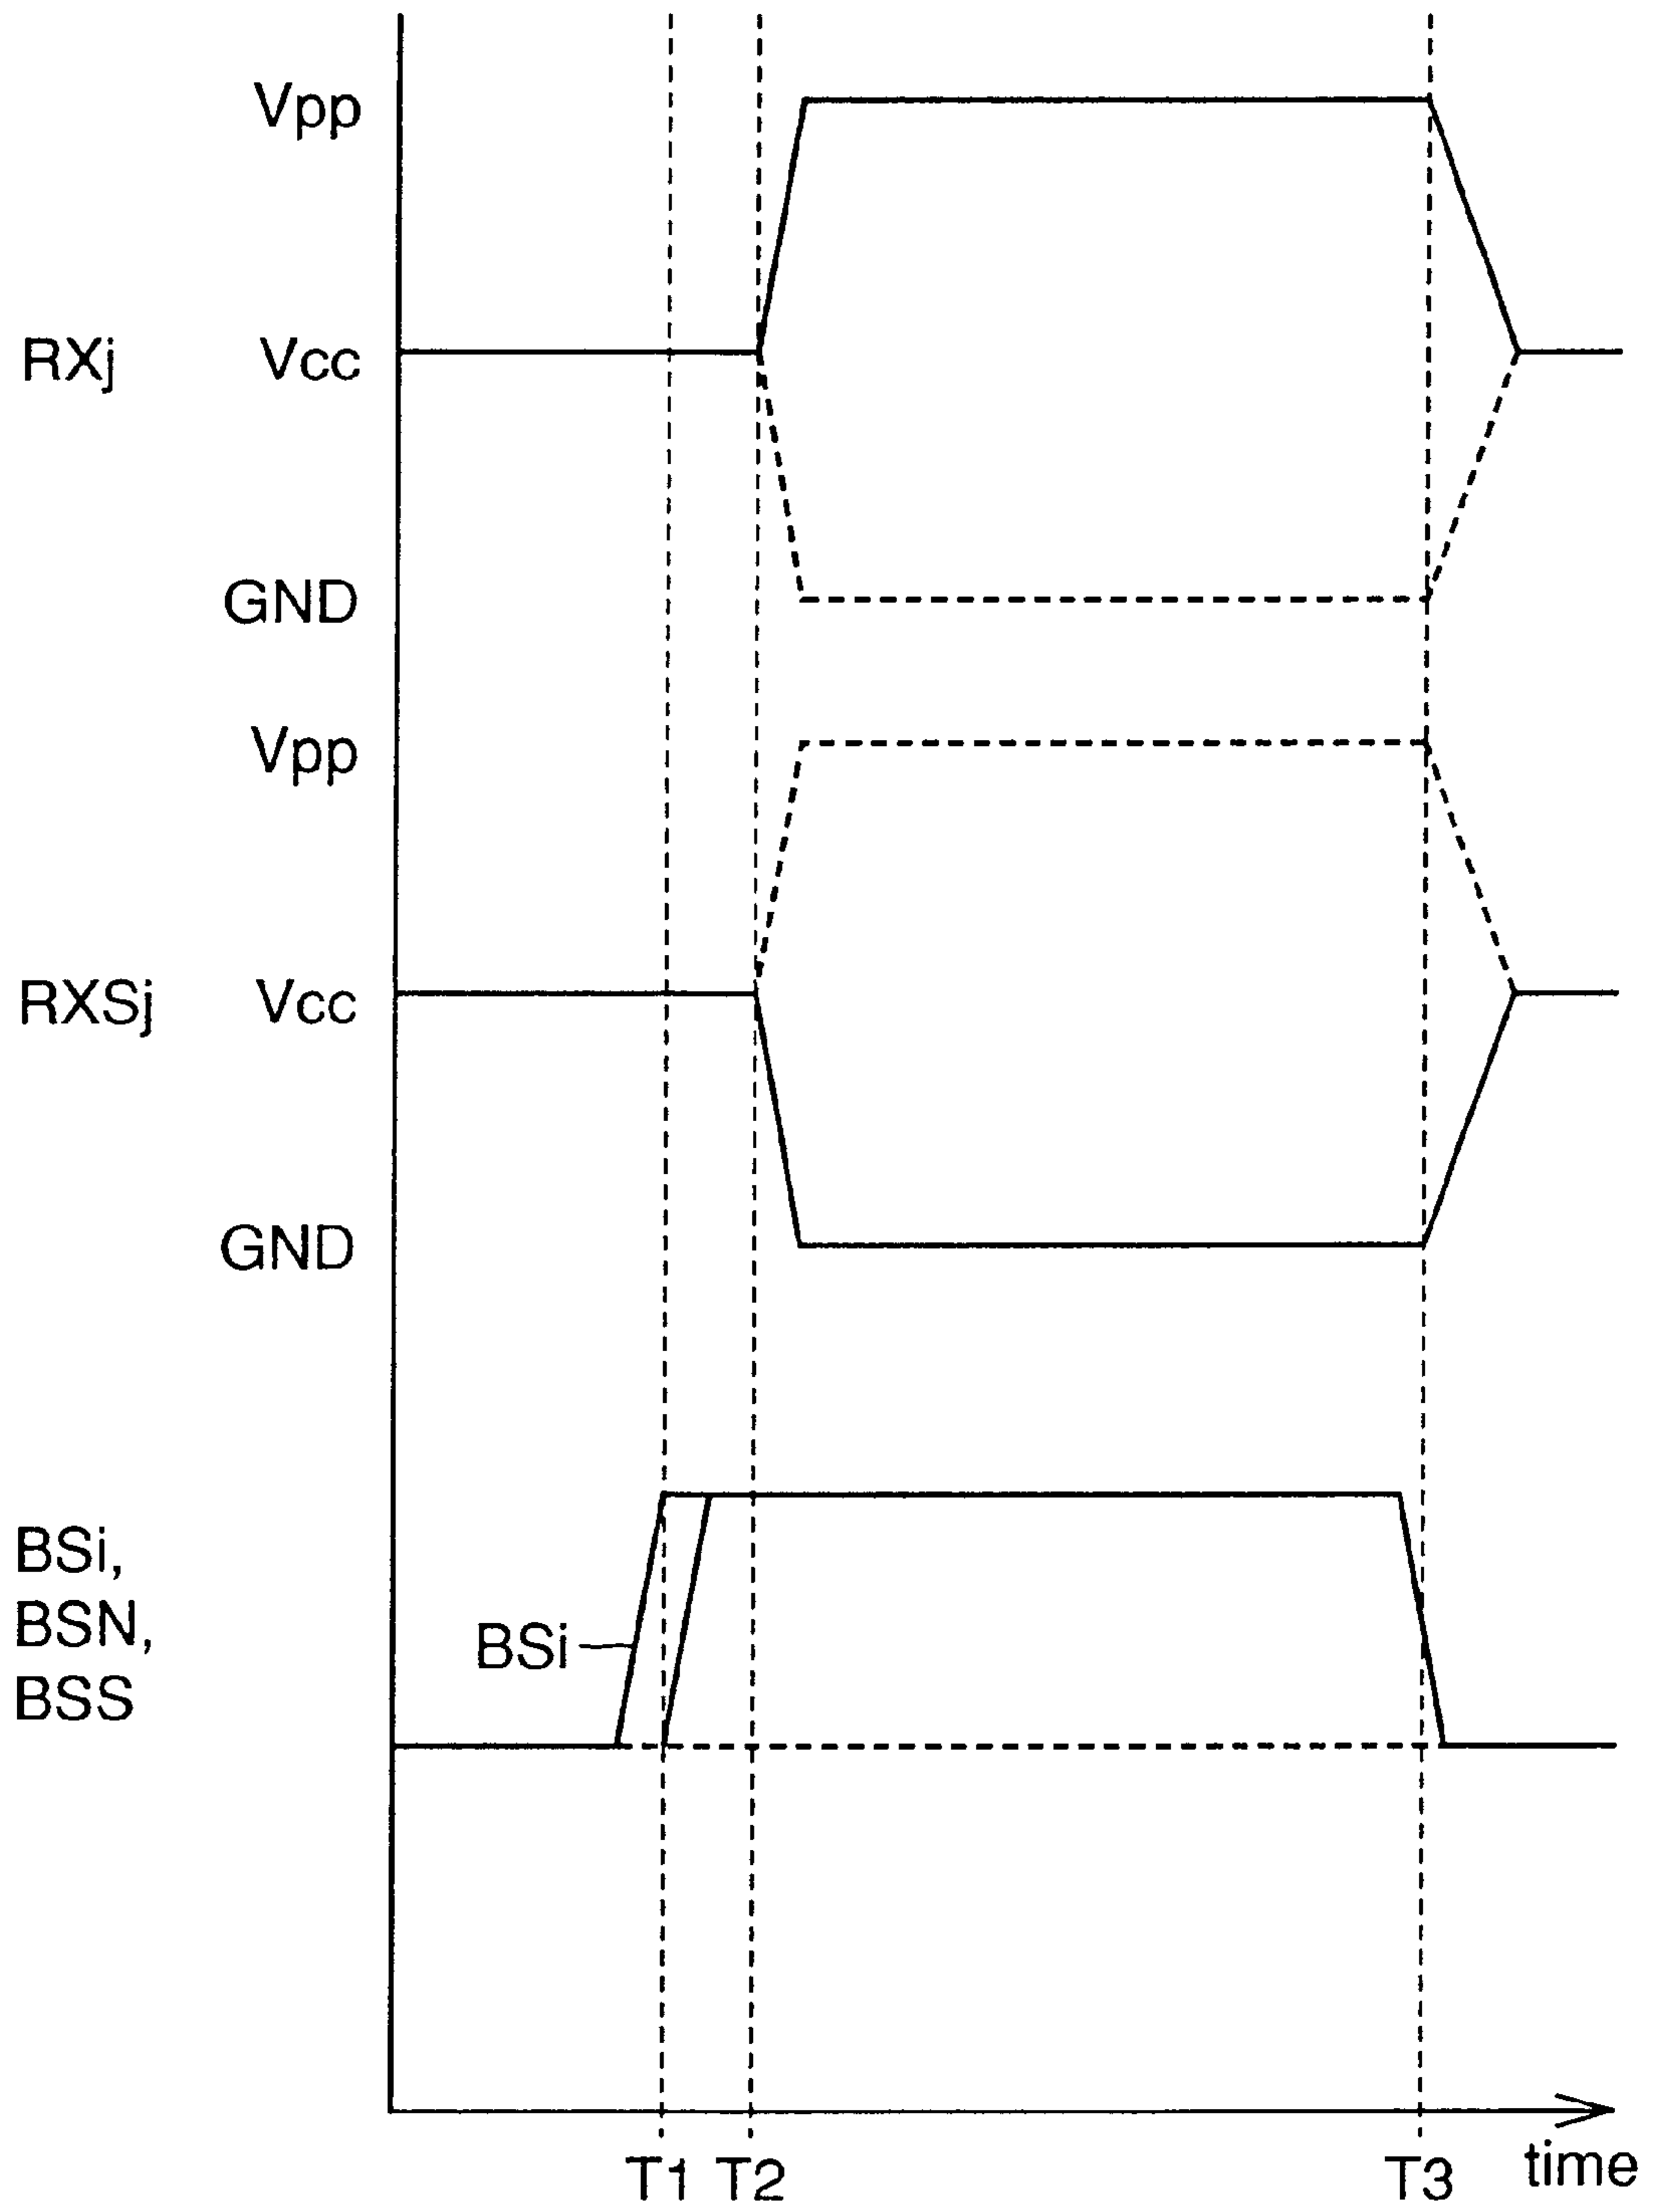 Vpp
RXj Vcc
GND
Vpp
RXSj Vcc
GND
BSi,
BSN,
BSi
BSS
T1 T2 T3 time